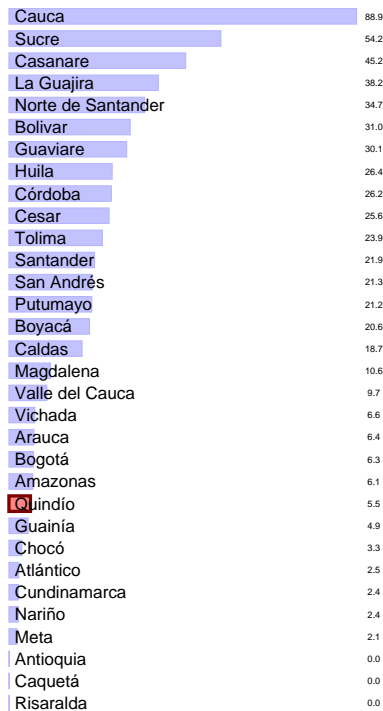 Cauca 88.9
Sucre 54.2
Casanare 45.2
La Guajira 38.2
Norte de Santander 34.7
Bolivar 31.0
Guaviare 30.1
Huila 26.4
Córdoba 26.2
Cesar 25.6
Tolima 23.9
Santander 21.9
San Andrés 21.3
Putumayo 21.2
Boyacá 20.6
Caldas 18.7
Magdalena 10.6
Valle del Cauca 9.7
Vichada 6.6
Arauca 6.4
Bogotá 6.3
Amazonas 6.1
Quindío 5.5
Guainía 4.9
Chocó 3.3
Atlántico 2.5
Cundinamarca 2.4
Nariño 2.4
Meta 2.1
Antioquia 0.0
Caquetá 0.0
Risaralda 0.0